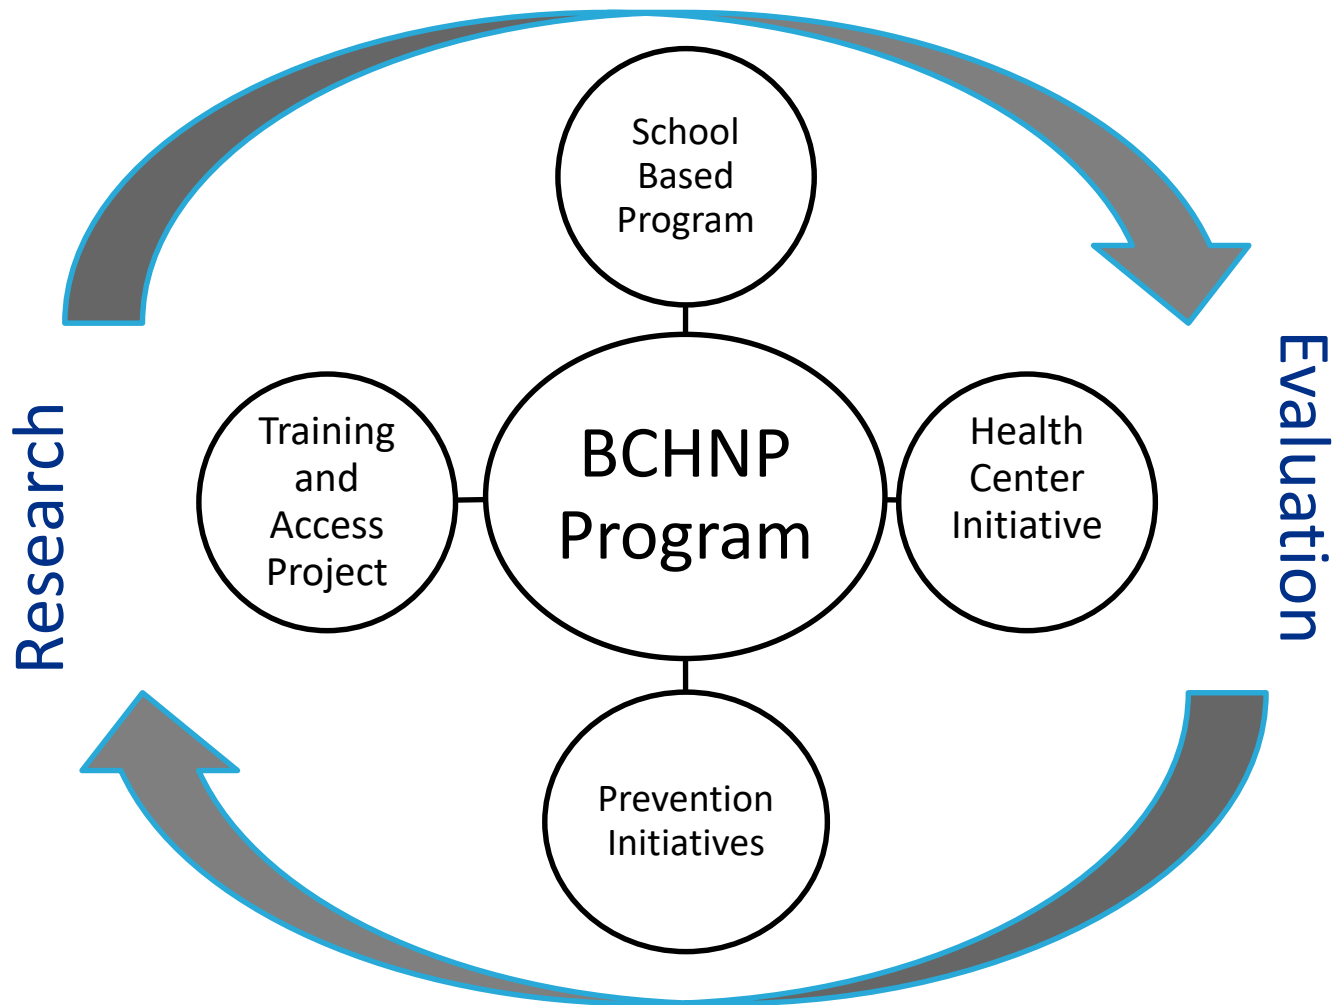 School
Based
Program
Research
Training
and
Access
Project
BCHNP
Program
Health
Center
Initiative
Evaluation
Prevention
Initiatives